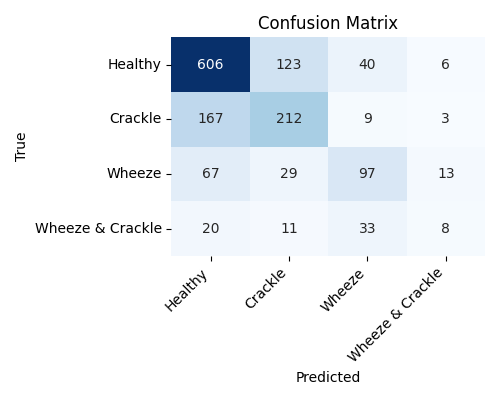 Confusion Matrix
True
Healthy 606 123 40 6
Crackle 167 212 9 3
Wheeze 67 29 97 13
Wheeze & Crackle 20 11 33 8
Healthy Crackle Wheeze Wheeze & Crackle
Predicted